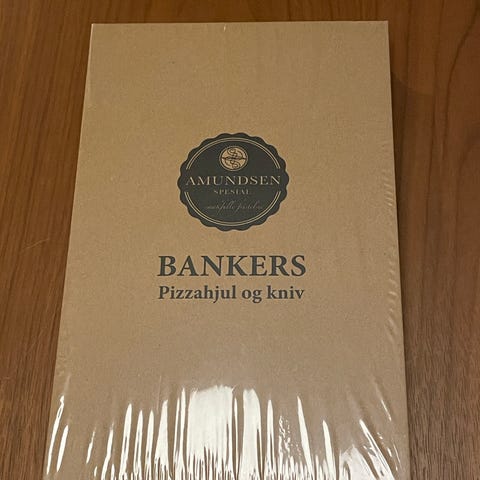 AMUNDSEN
SPESIAL
BANKERS
Pizzahjul og kniv